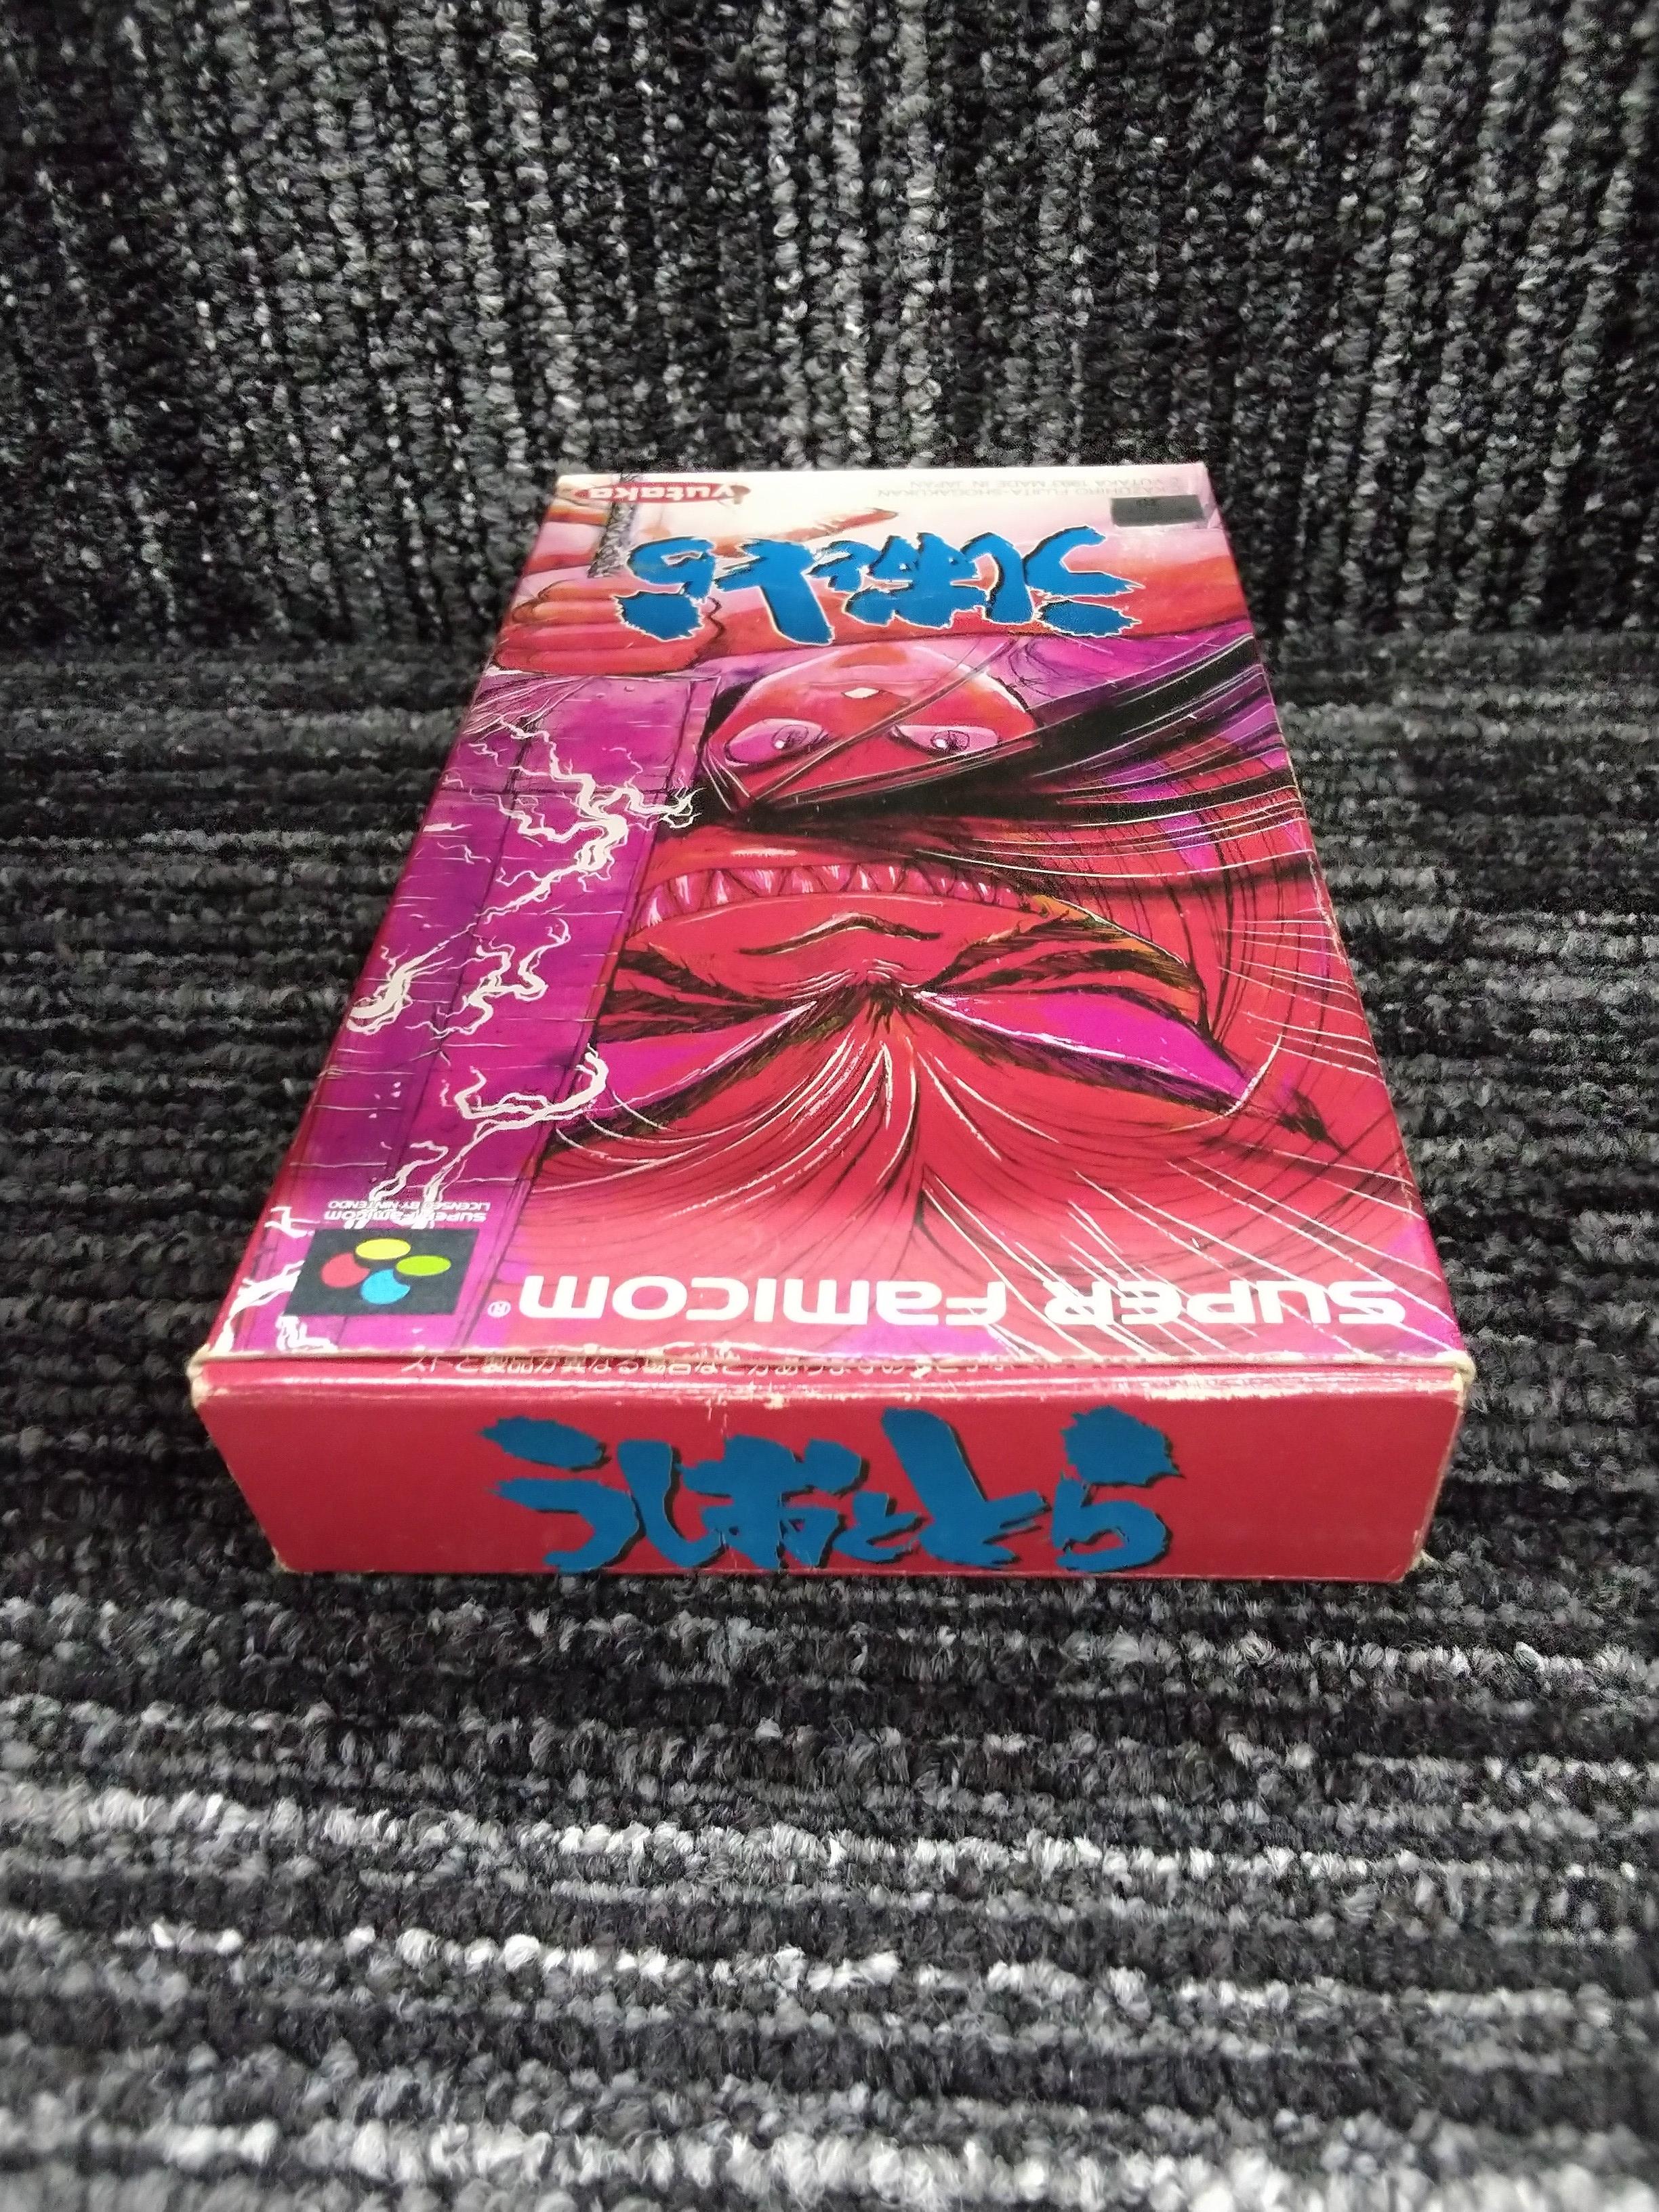 SUPER FAMICOM®
SUPER FAMICOM
LICENSED BY NINTENDO
うしおととら
©KAZUHIRO FUJITA・SHOGAKUKAN
YUTAKA
MADE IN JAPAN
yutaka
うしおととら